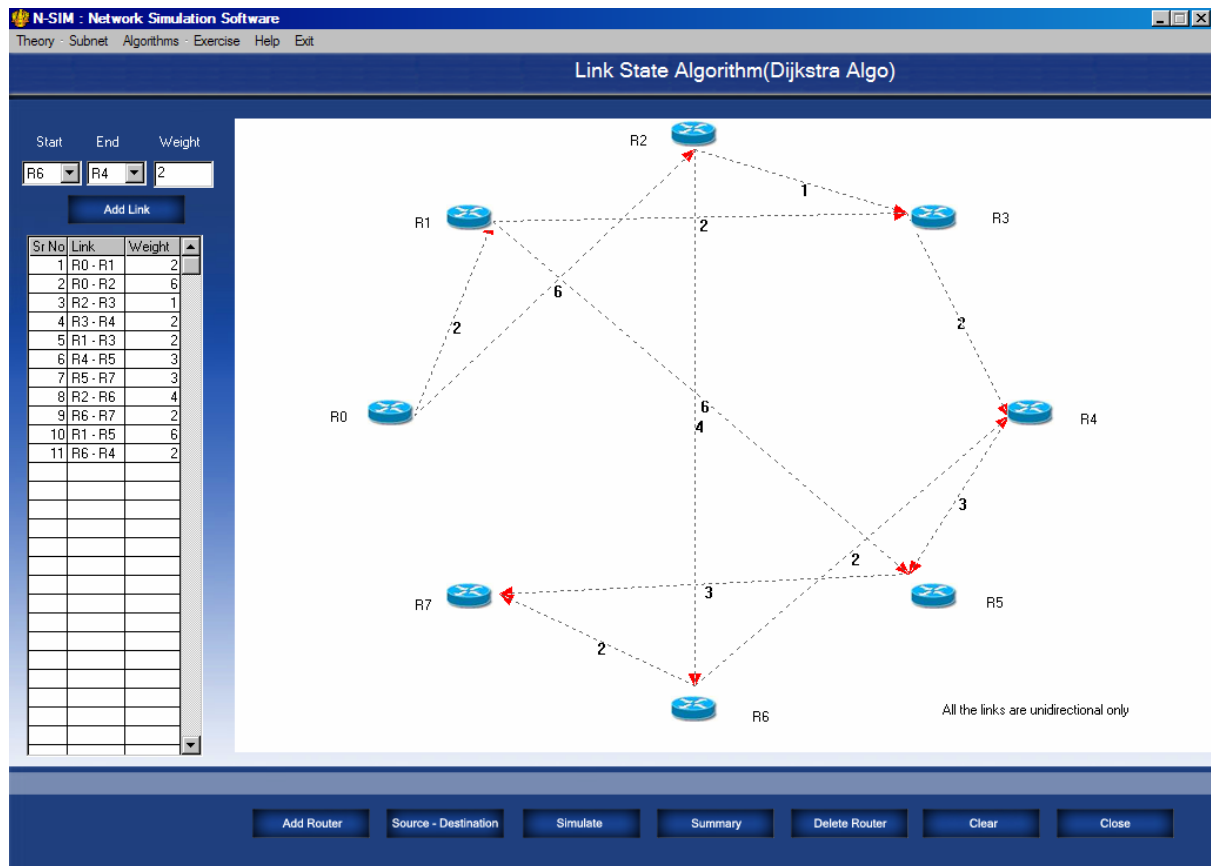 N-SIM : Network Simulation Software
Theory - Subnet Algorithms - Exercise Help Exit
Link State Algorithm(Dijkstra Algo)
Start End Weight
R6 R4 2
Add Link
Sr No Link Weight
1 R0 - R1 2
2 R0 - R2 6
3 R2 - R3 1
4 R3 - R4 2
5 R1 - R3 2
6 R4 - R5 3
7 R5 - R7 3
8 R2 - R6 4
9 R6 - R7 2
10 R1 - R5 6
11 R6 - R4 2
R2
1
R1
2
R3
6
2
2
R0
6
4
R4
3
2
R7
3
R5
2
R6
All the links are unidirectional only
Add Router Source - Destination Simulate Summary Delete Router Clear Close